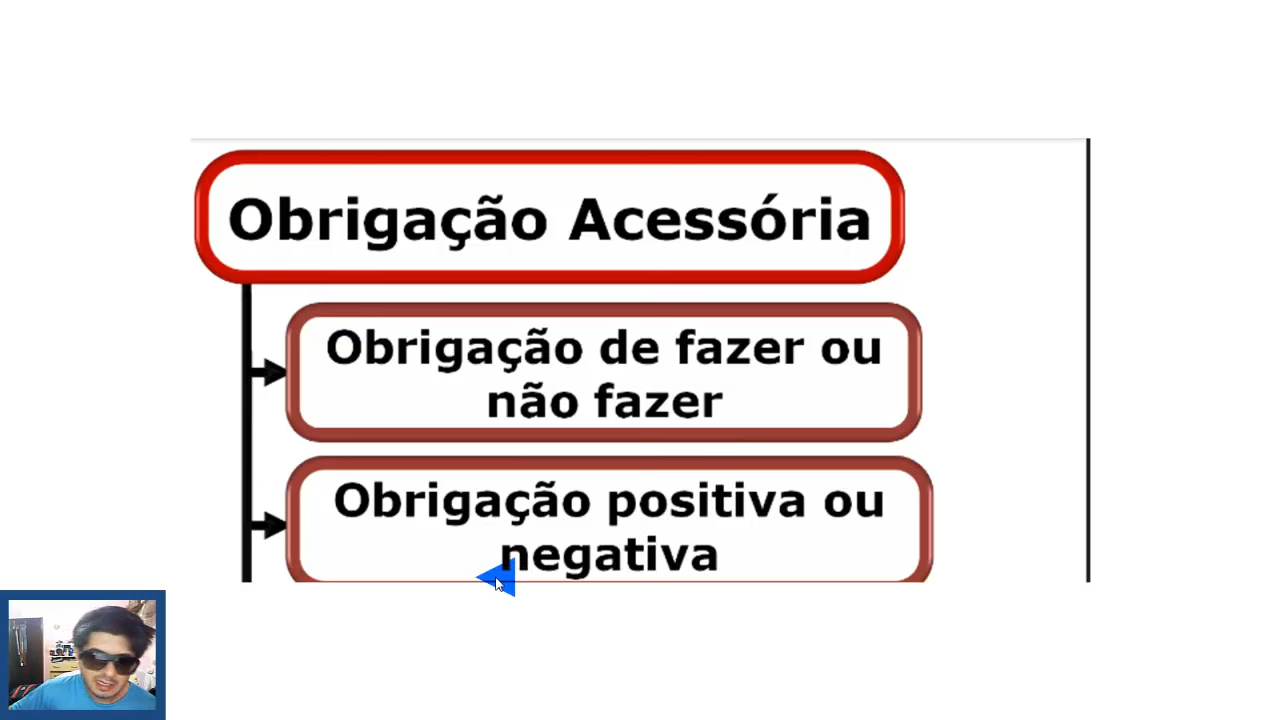 Obrigação Acessória
Obrigação de fazer ou
não fazer
Obrigação positiva ou
negativa